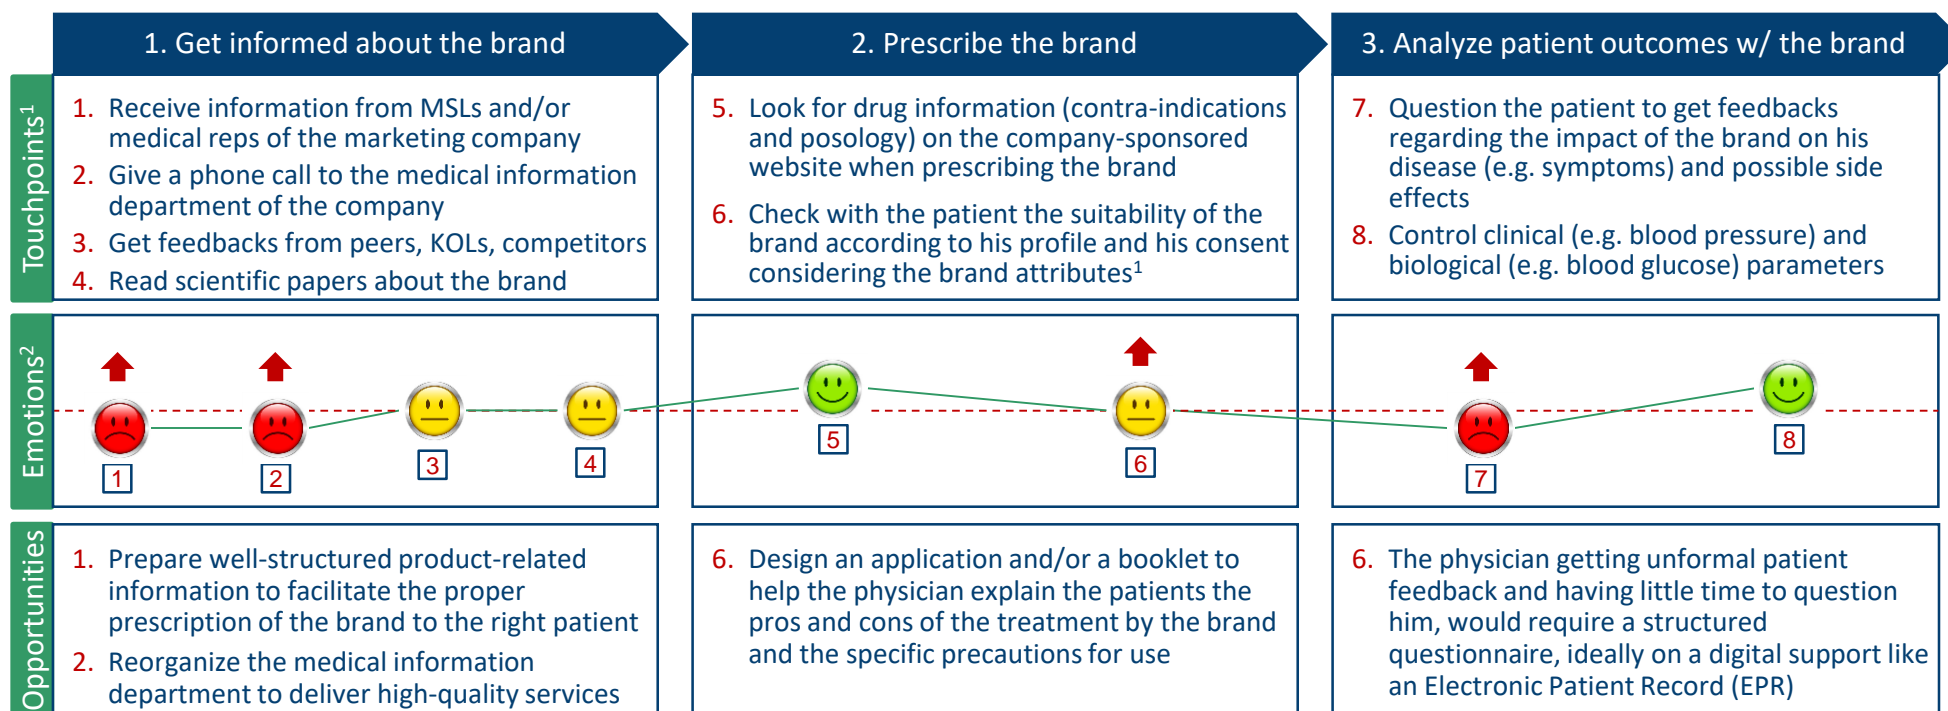 1. Get informed about the brand
2. Prescribe the brand
3. Analyze patient outcomes w/ the brand
Touchpoints1
1. Receive information from MSLs and/or
medical reps of the marketing company
2. Give a phone call to the medical information
department of the company
3. Get feedbacks from peers, KOLs, competitors
4. Read scientific papers about the brand
5. Look for drug information (contra-indications
and posology) on the company-sponsored
website when prescribing the brand
6. Check with the patient the suitability of the
brand according to his profile and his consent
considering the brand attributes1
7. Question the patient to get feedbacks
regarding the impact of the brand on his
disease (e.g. symptoms) and possible side
effects
8. Control clinical (e.g. blood pressure) and
biological (e.g. blood glucose) parameters
Emotions2
1
2
3
4
5
6
7
8
Opportunities
1. Prepare well-structured product-related
information to facilitate the proper
prescription of the brand to the right patient
2. Reorganize the medical information
department to deliver high-quality services
6. Design an application and/or a booklet to
help the physician explain the patients the
pros and cons of the treatment by the brand
and the specific precautions for use
6. The physician getting unformal patient
feedback and having little time to question
him, would require a structured
questionnaire, ideally on a digital support like
an Electronic Patient Record (EPR)